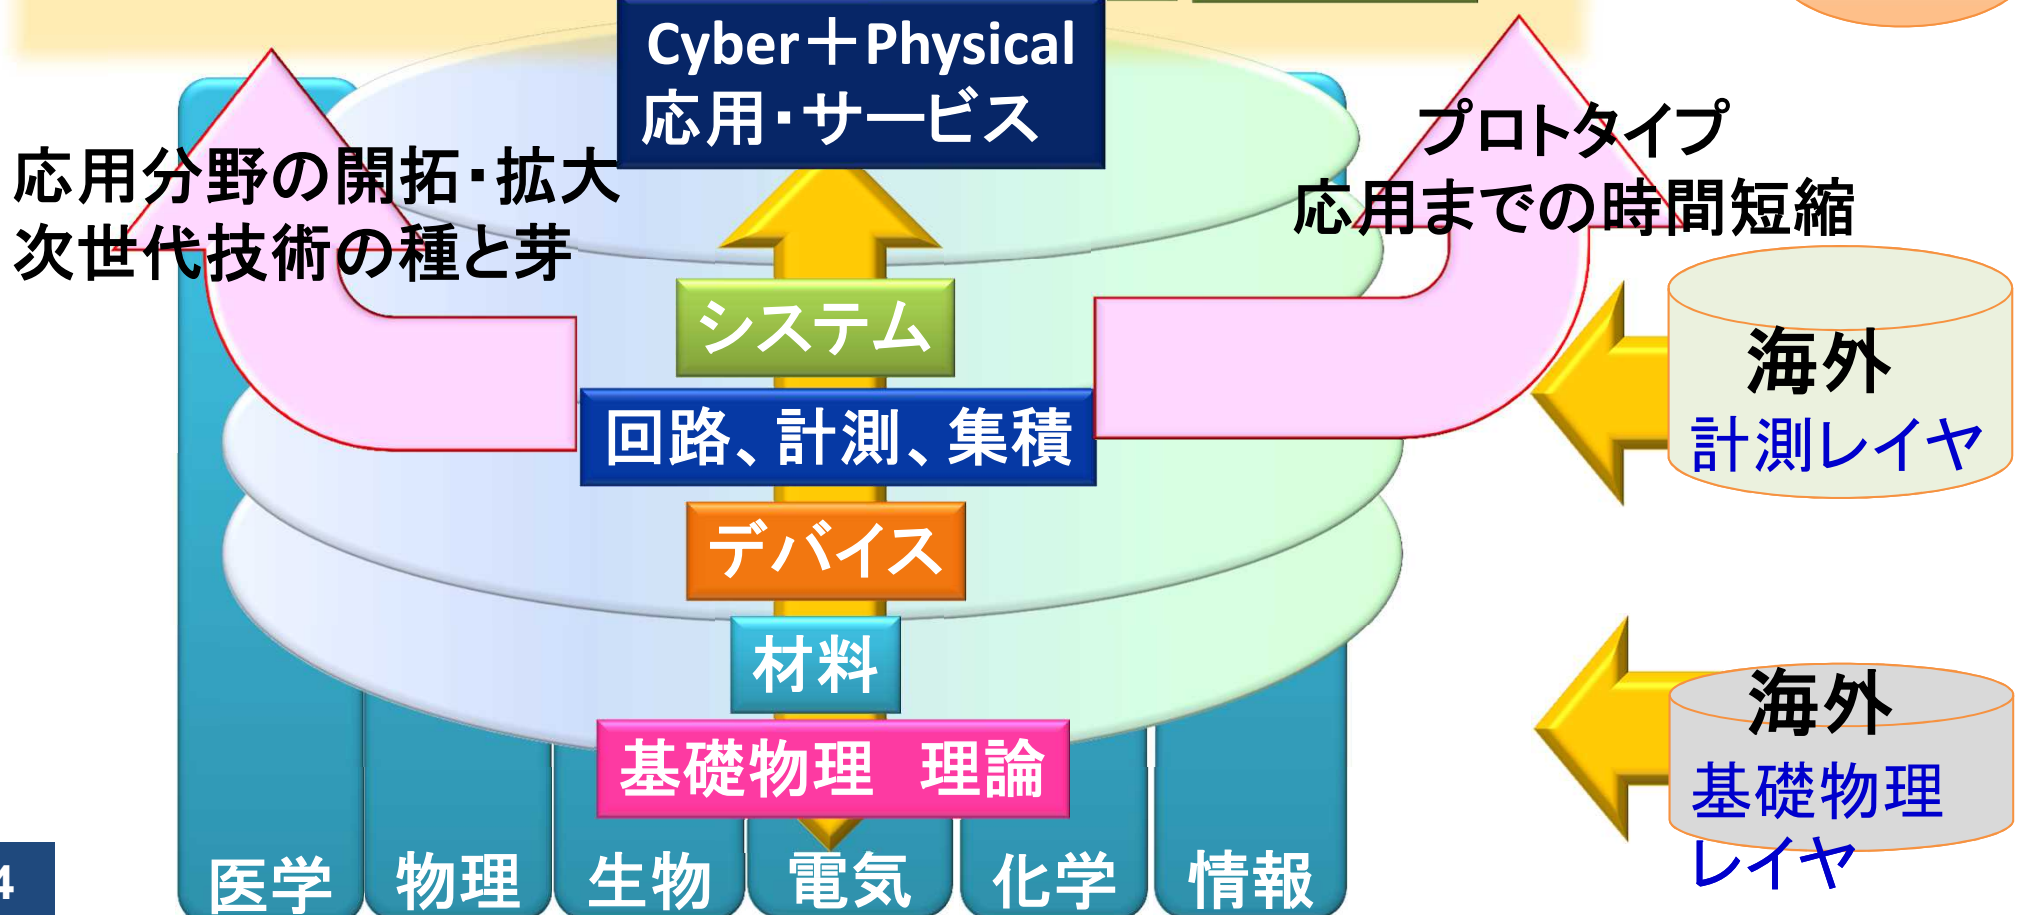 Cyber＋Physical
応用・サービス
応用分野の開拓・拡大
次世代技術の種と芽
プロトタイプ
応用までの時間短縮
システム
回路、計測、集積
デバイス
材料
基礎物理　理論
海外
計測レイヤ
海外
基礎物理
レイヤ
医学
物理
生物
電気
化学
情報
4